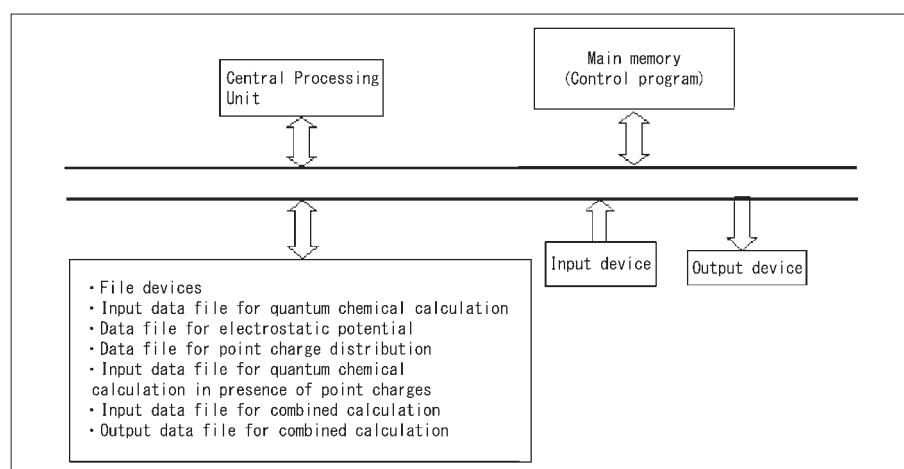 Central Processing
Unit
Main memory
(Control program)
Input device
Output device
・File devices
・Input data file for quantum chemical calculation
・Data file for electrostatic potential
・Data file for point charge distribution
・Input data file for quantum chemical
calculation in presence of point charges
・Input data file for combined calculation
・Output data file for combined calculation